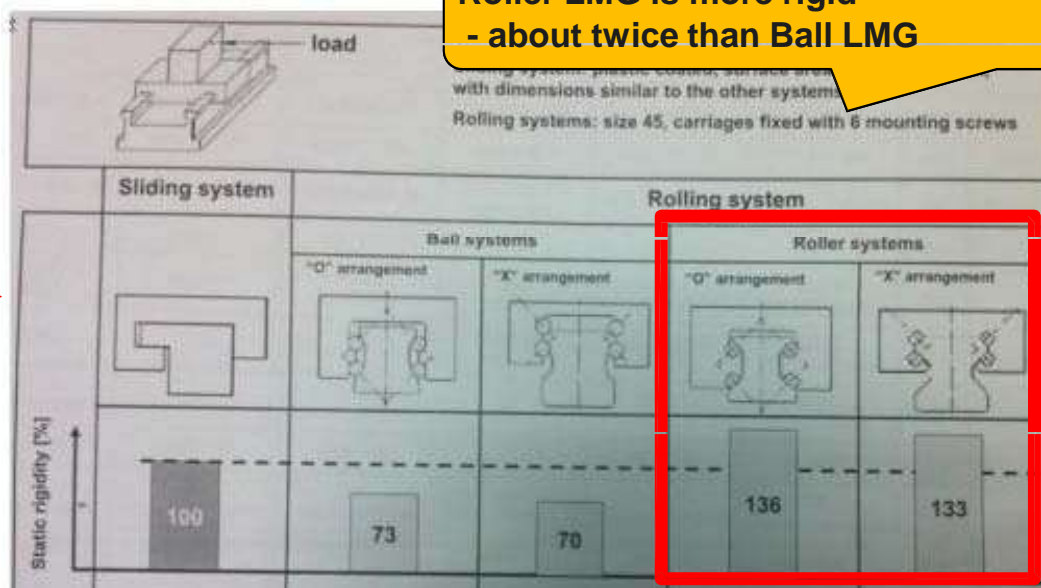 Roller LMG is more rigid
- about twice than Ball LMG
load
with dimensions similar to the other systems
Rolling systems: size 45, carriages fixed with 6 mounting screws
Sliding system
Rolling system
Ball systems
Roller systems
"O" arrangement
"X" arrangement
"O" arrangement
"X" arrangement
Static rigidity [%]
100
73
70
136
133